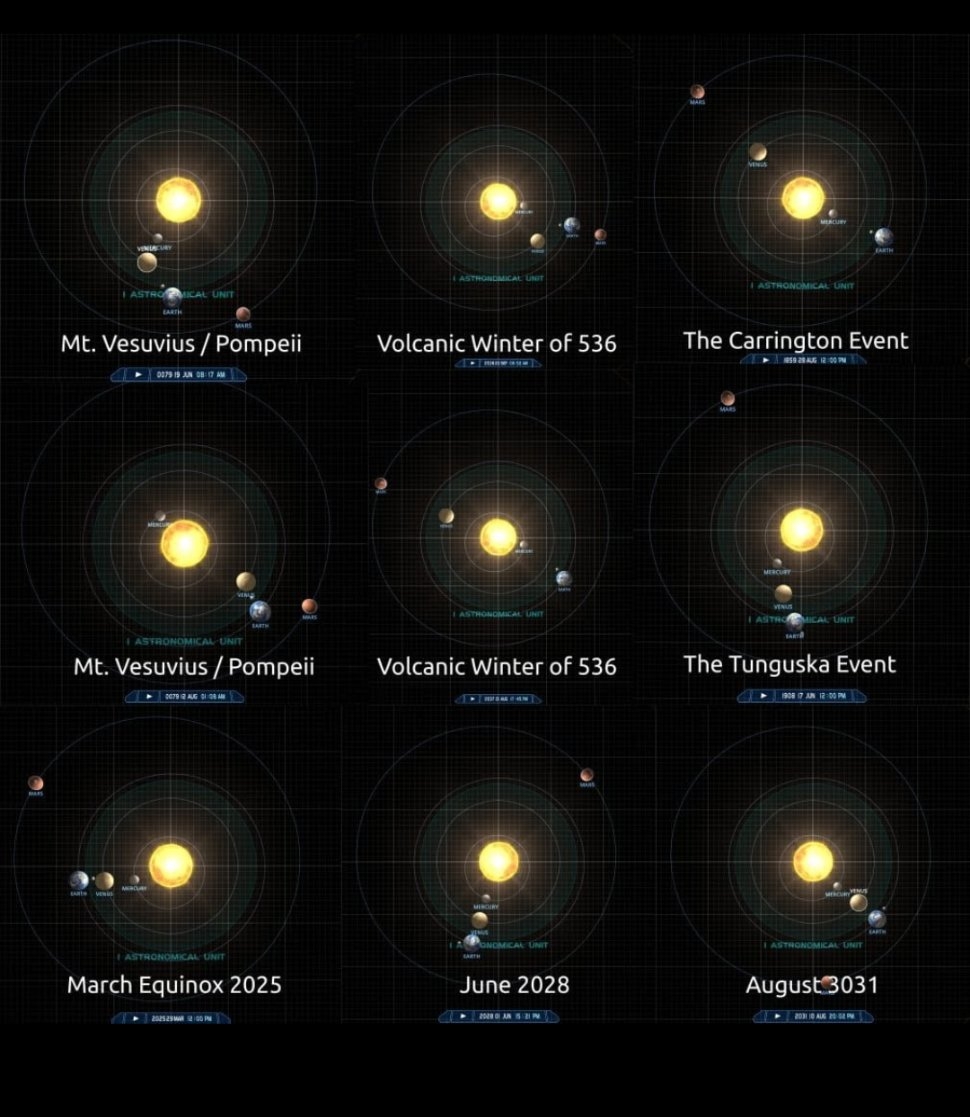 MARS
VENUS
MERCURY
VENUS
MERCURY
EARTH
MERCURY
EARTH
VENUS
MARS
EARTH
1 ASTRONOMICAL UNIT
1 ASTRONOMICAL UNIT
1 ASTRONOMICAL UNIT
EARTH
MARS
Mt. Vesuvius / Pompeii
Volcanic Winter of 536
The Carrington Event
0079 19 JUN 08:17 AM
1859 28 AUG 12:00 PM
MARS
MARS
MERCURY
VENUS
MERCURY
MERCURY
VENUS
EARTH
MARS
EARTH
VENUS
1 ASTRONOMICAL UNIT
1 ASTRONOMICAL UNIT
1 ASTRONOMICAL UNIT
EARTH
Mt. Vesuvius / Pompeii
Volcanic Winter of 536
The Tunguska Event
0079 12 AUG 01:09 AM
1908 17 JUN 12:00 PM
MARS
MARS
EARTH
VENUS
MERCURY
MERCURY
MERCURY
VENUS
VENUS
EARTH
1 ASTRONOMICAL UNIT
1 ASTRONOMICAL UNIT
1 ASTRONOMICAL UNIT
EARTH
March Equinox 2025
June 2028
August 3031
2025 29 MAR 12:00 PM
2028 01 JUN 15:31 PM
2031 10 AUG 20:02 PM